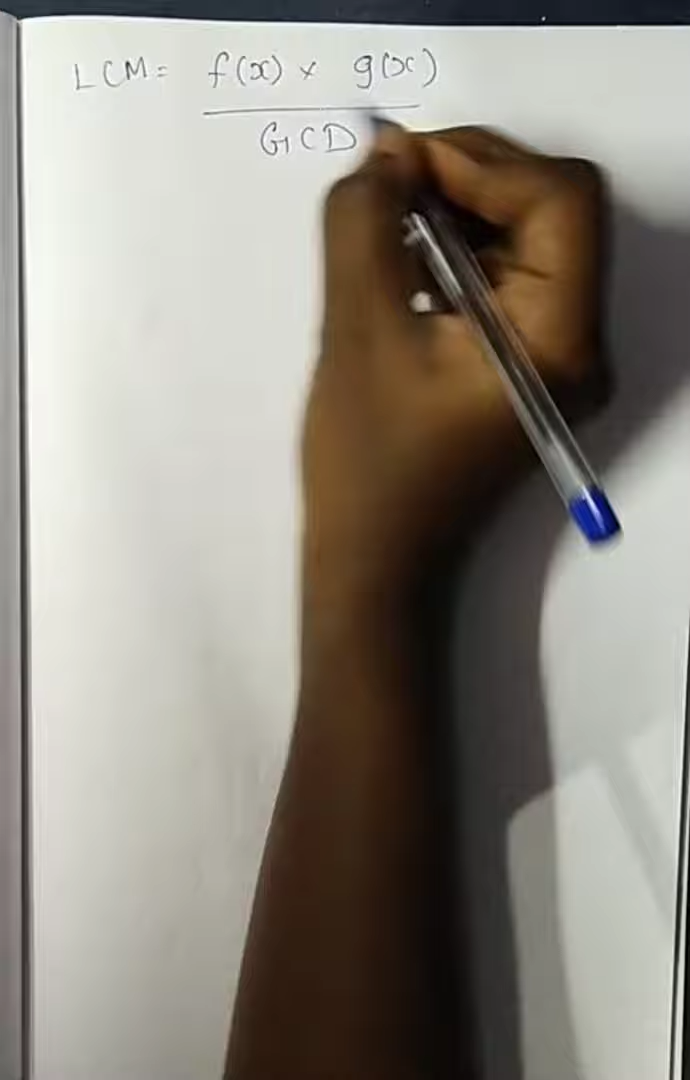 LCM = f(x) × g(x)
GCD